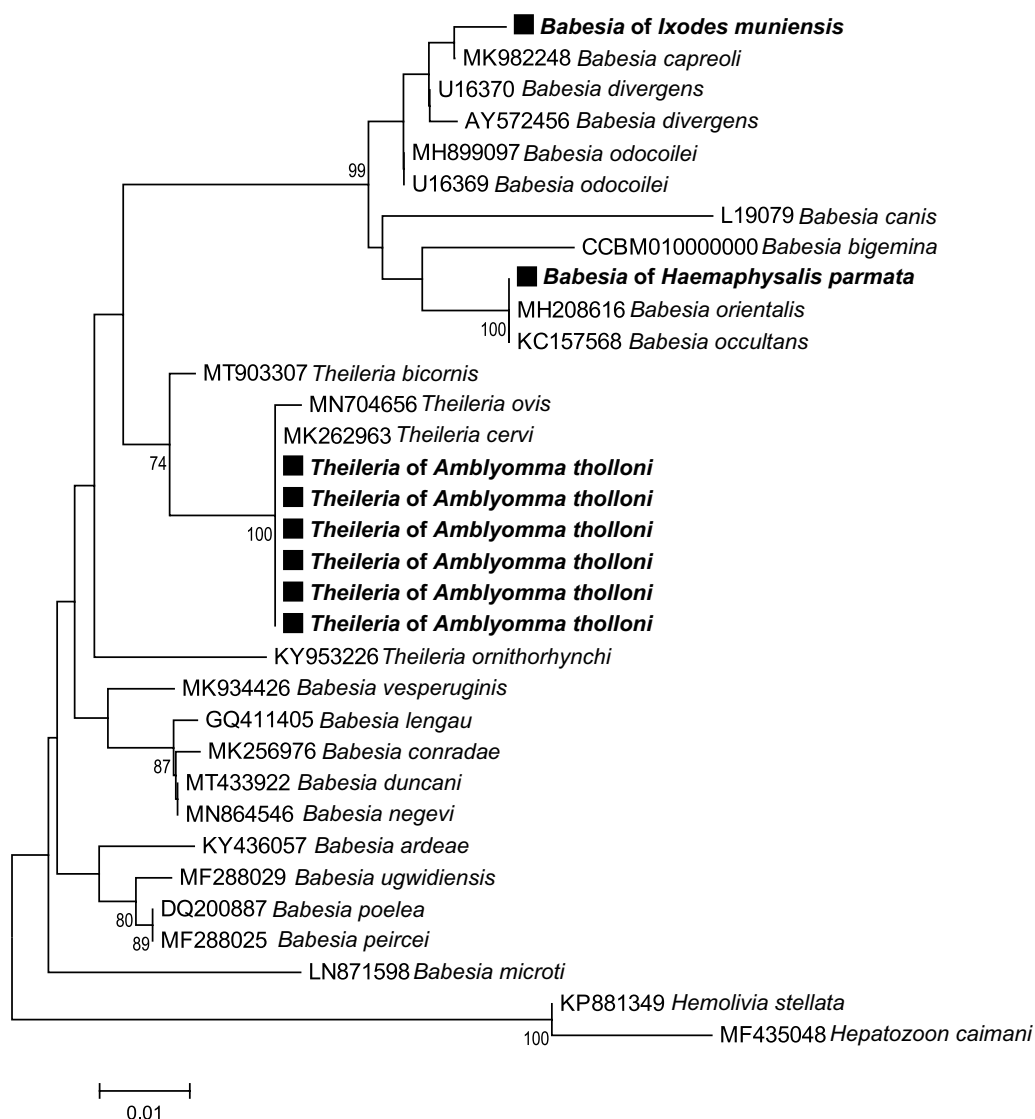 Babesia of Ixodes muniensis
MK982248 Babesia capreoli
U16370 Babesia divergens
AY572456 Babesia divergens
MH899097 Babesia odocoilei
99
U16369 Babesia odocoilei
L19079 Babesia canis
CCBM010000000 Babesia bigemina
Babesia of Haemaphysalis parmata
MH208616 Babesia orientalis
100
KC157568 Babesia occultans
MT903307 Theileria bicornis
MN704656 Theileria ovis
MK262963 Theileria cervi
74
Theileria of Amblyomma tholloni
Theileria of Amblyomma tholloni
Theileria of Amblyomma tholloni
100
Theileria of Amblyomma tholloni
Theileria of Amblyomma tholloni
Theileria of Amblyomma tholloni
KY953226 Theileria ornithorhynchi
MK934426 Babesia vesperuginis
GQ411405 Babesia lengau
MK256976 Babesia conradae
87
MT433922 Babesia duncani
MN864546 Babesia negevi
KY436057 Babesia ardeae
MF288029 Babesia ugwidiensis
80
DQ200887 Babesia poelea
89
MF288025 Babesia peircei
LN871598 Babesia microti
KP881349 Hemolivia stellata
100
MF435048 Hepatozoon caimani
0.01